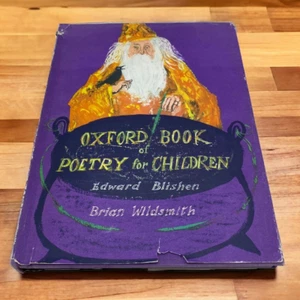 OXFORD BOOK
of
POETRY for CHILDREN
Edward Blishen
Brian Wildsmith